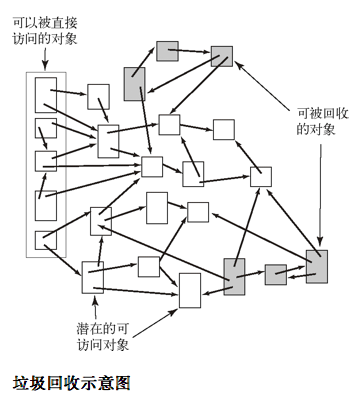 可以被直接
访问的对象
可被回收
的对象
潜在的可
访问对象
垃圾回收示意图